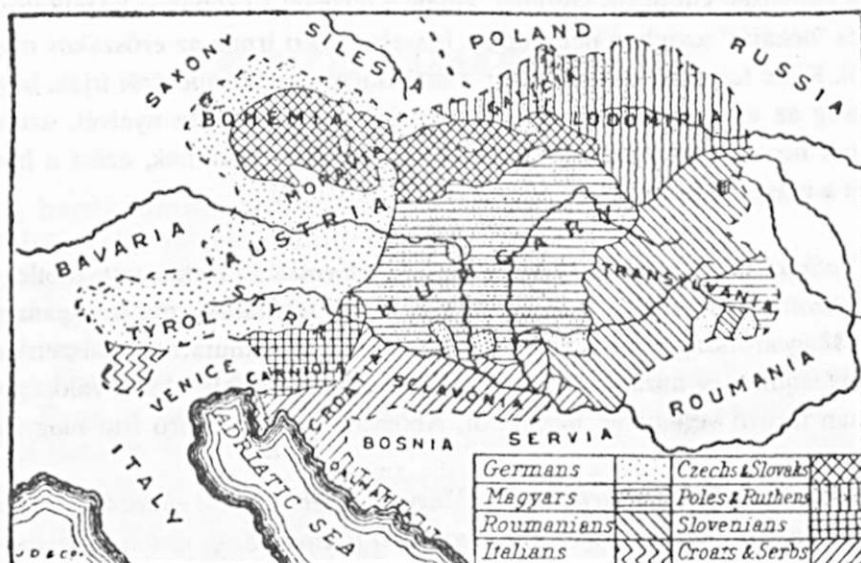 POLAND
SILESIA
RUSSIA
SAXONY
GALICIA
BOHEMIA
LODOMIR
MORAVIA
BAVARIA
AUSTRIA
HUNGARY
TRANSYLVANIA
TYROL
STYRIA
VENICE
CARNIOLA
CROATIA
SCLAVONIA
ROUMANIA
BOSNIA
SERVIA
ITALY
ADRIATIC
SEA
DALMATIA
Germans
Czechs & Slovaks
Magyars
Poles & Ruthens
Roumanians
Slovenians
Italians
Croats & Serbs